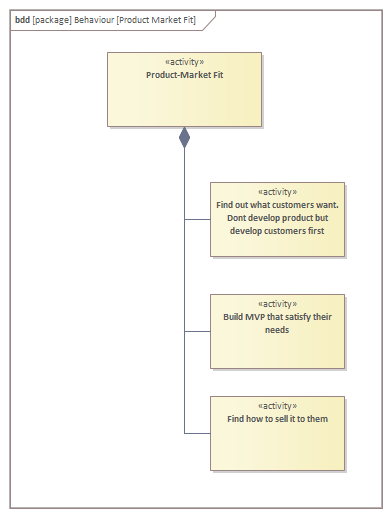 bdd [package] Behaviour [Product Market Fit]
«activity»
Product-Market Fit
«activity»
Find out what customers want.
Dont develop product but
develop customers first
«activity»
Build MVP that satisfy their
needs
«activity»
Find how to sell it to them